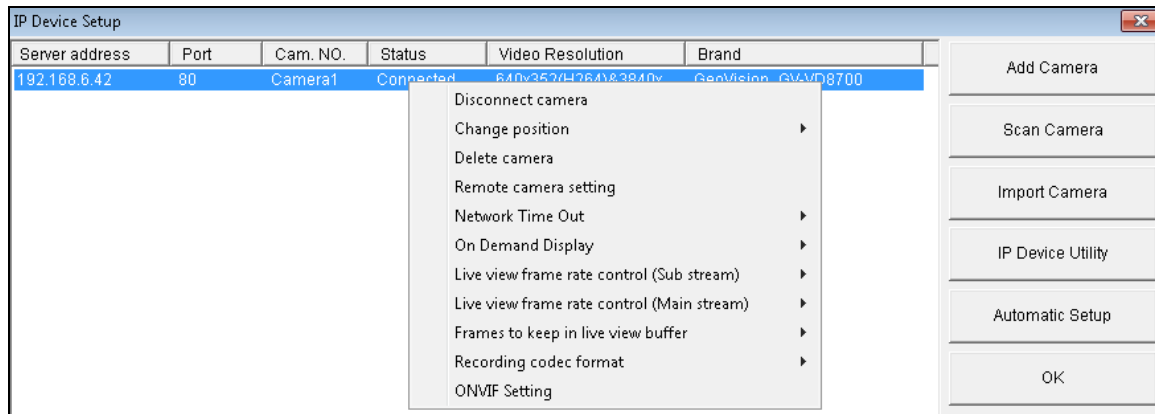 IP Device Setup
Server address Port Cam. NO. Status Video Resolution Brand
192.168.6.42 80 Camera1 Connected 640x352(H264)&3840x GeoVision_GV-VD8700
Disconnect camera
Change position
Delete camera
Remote camera setting
Network Time Out
On Demand Display
Live view frame rate control (Sub stream)
Live view frame rate control (Main stream)
Frames to keep in live view buffer
Recording codec format
ONVIF Setting
Add Camera
Scan Camera
Import Camera
IP Device Utility
Automatic Setup
OK